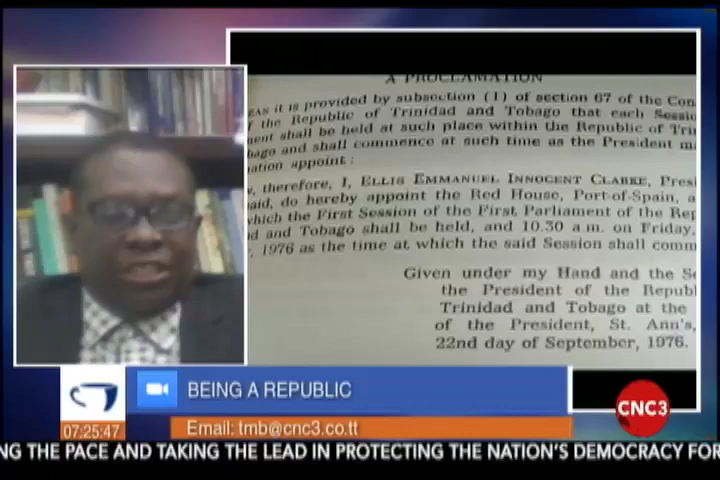 A PROCLAMATION
EAS it is provided by subsection (1) of section 67 of the Con
the Republic of Trinidad and Tobago that each Sessio
ment shall be held at such place within the Republic of Tri
bago and shall commence at such time as the President m
ation appoint :
, therefore, I, ELLIS EMMANUEL INNOCENT CLARKE, Presi
said, do hereby appoint the Red House, Port-of-Spain, a
which the First Session of the First Parliament of the Rep
d and Tobago shall be held, and 10.30 a.m. on Friday,
, 1976 as the time at which the said Session shall comm
Given under my Hand and the Se
the President of the Republ
Trinidad and Tobago at the
of the President, St. Ann's,
22nd day of September, 1976.
BEING A REPUBLIC
CNC3
07:25:47
Email: tmb@cnc3.co.tt
NG THE PACE AND TAKING THE LEAD IN PROTECTING THE NATION'S DEMOCRACY FOR